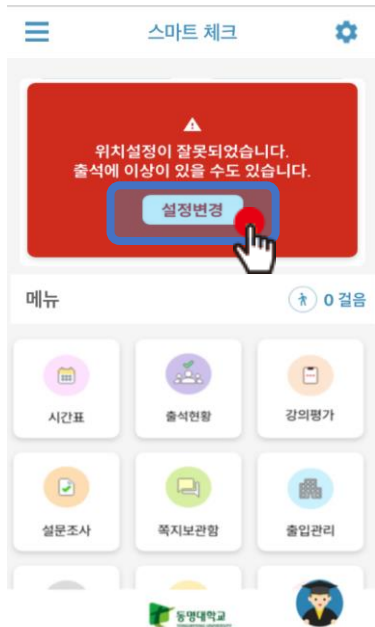 스마트 체크
위치설정이 잘못되었습니다.
출석에 이상이 있을 수도 있습니다.
설정변경
메뉴
0 걸음
시간표
출석현황
강의평가
설문조사
쪽지보관함
출입관리
동명대학교